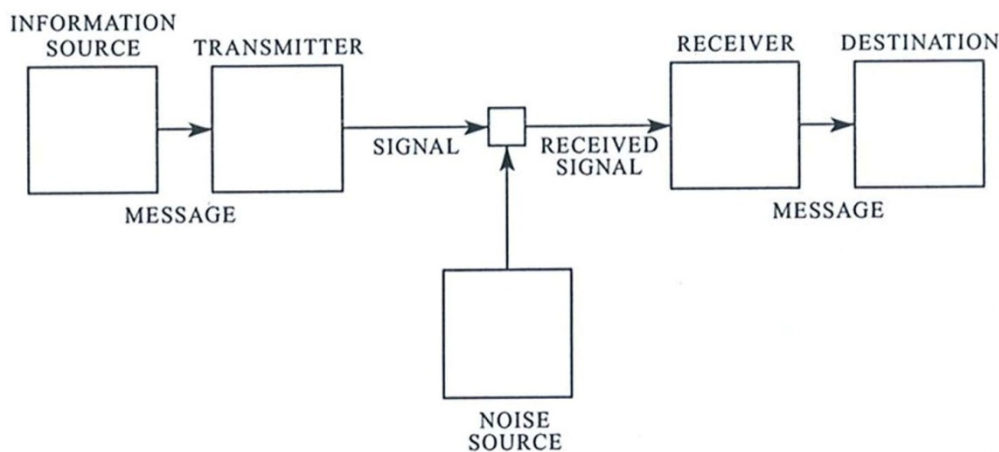 INFORMATION
SOURCE
TRANSMITTER
RECEIVER
DESTINATION
SIGNAL
RECEIVED
SIGNAL
MESSAGE
MESSAGE
NOISE
SOURCE